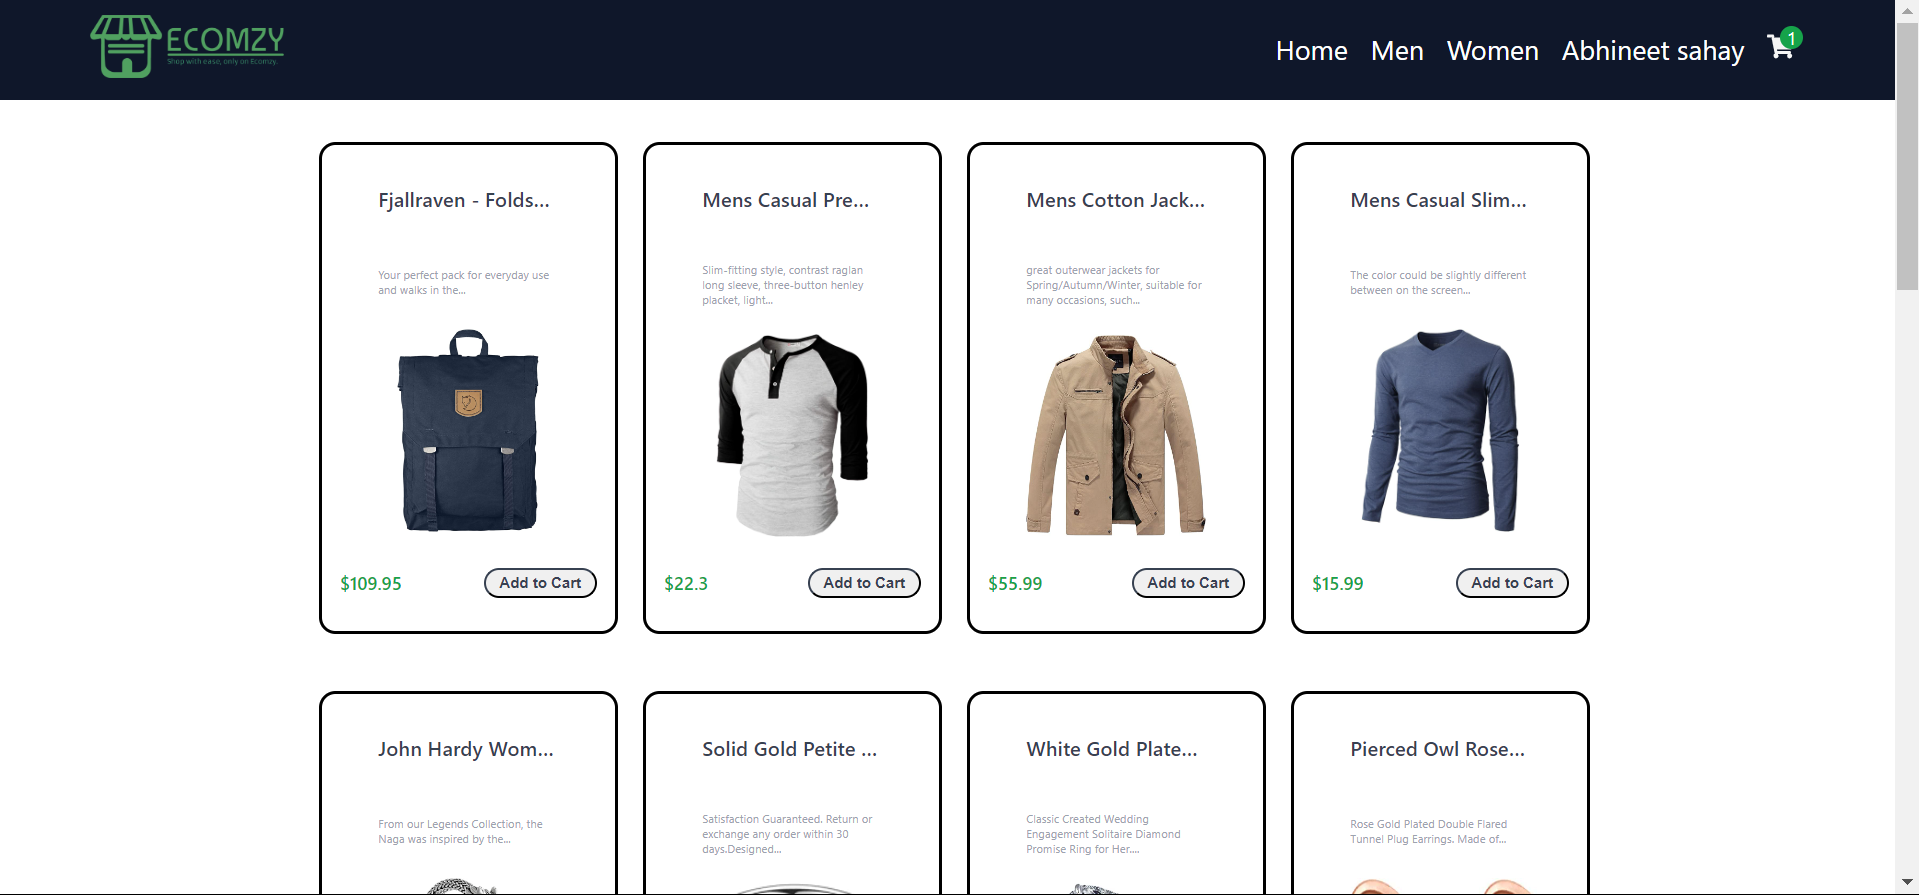 ECOMZY
Shop with ease, only on Ecomzy.
Home Men Women Abhineet sahay 1
Fjallraven - Folds...
Your perfect pack for everyday use
and walks in the...
$109.95 Add to Cart
Mens Casual Pre...
Slim-fitting style, contrast raglan
long sleeve, three-button henley
placket, light...
$22.3 Add to Cart
Mens Cotton Jack...
great outerwear jackets for
Spring/Autumn/Winter, suitable for
many occasions, such...
$55.99 Add to Cart
Mens Casual Slim...
The color could be slightly different
between on the screen...
$15.99 Add to Cart
John Hardy Wom...
From our Legends Collection, the
Naga was inspired by the...
Solid Gold Petite ...
Satisfaction Guaranteed. Return or
exchange any order within 30
days.Designed...
White Gold Plate...
Classic Created Wedding
Engagement Solitaire Diamond
Promise Ring for Her....
Pierced Owl Rose...
Rose Gold Plated Double Flared
Tunnel Plug Earrings. Made of...